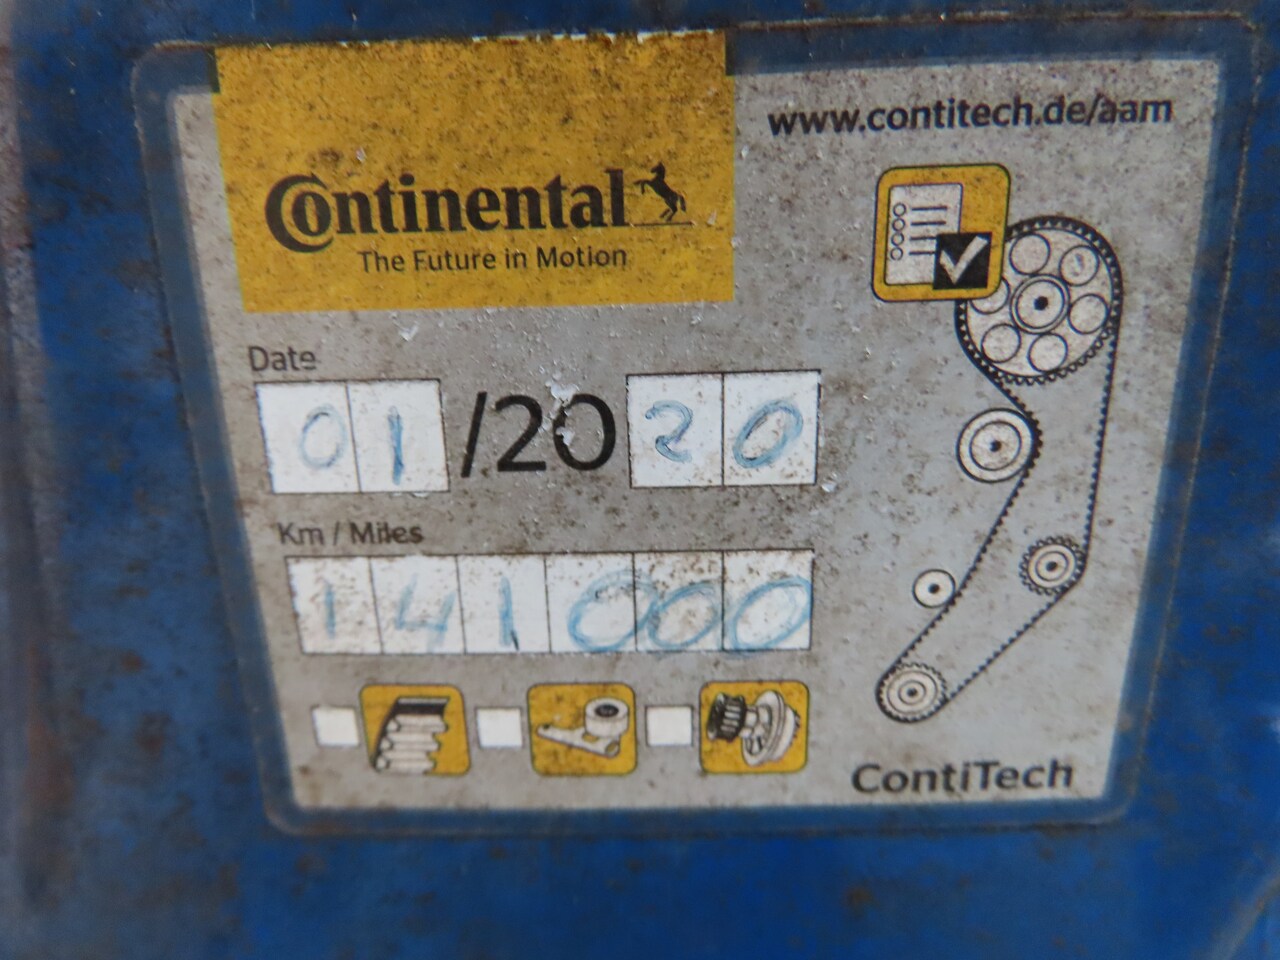 www.contitech.de/aam
Continental
The Future in Motion
Date
01/2020
Km / Miles
141000
ContiTech